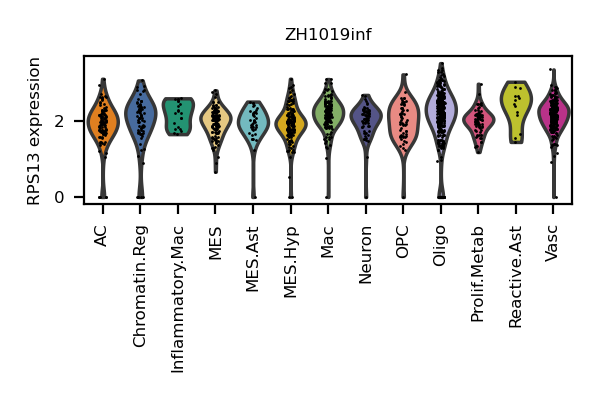 ZH1019inf
RPS13 expression
2
0
AC
Chromatin.Reg
Inflammatory.Mac
MES
MES.Ast
MES.Hyp
Mac
Neuron
OPC
Oligo
Prolif.Metab
Reactive.Ast
Vasc